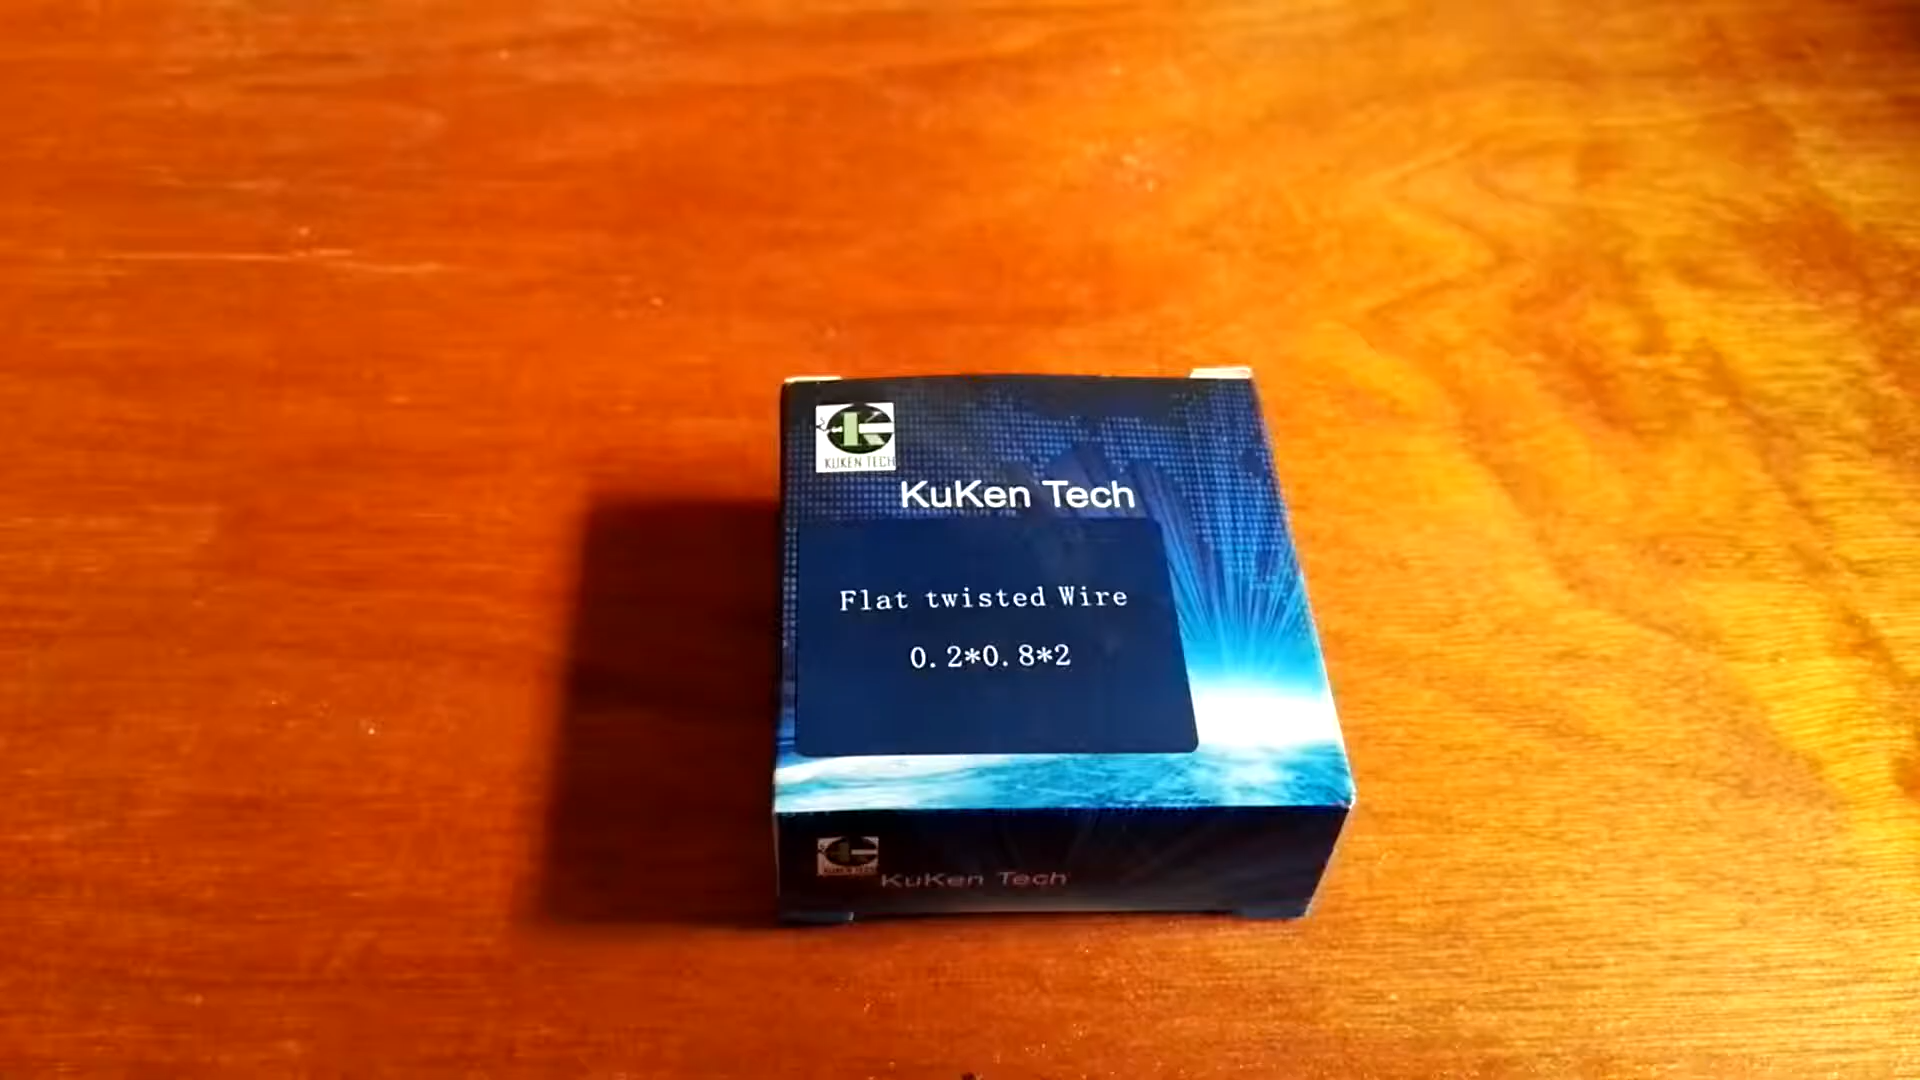 KUKEN TECH
KuKen Tech
Flat twisted Wire
0.2*0.8*2
KuKen Tech